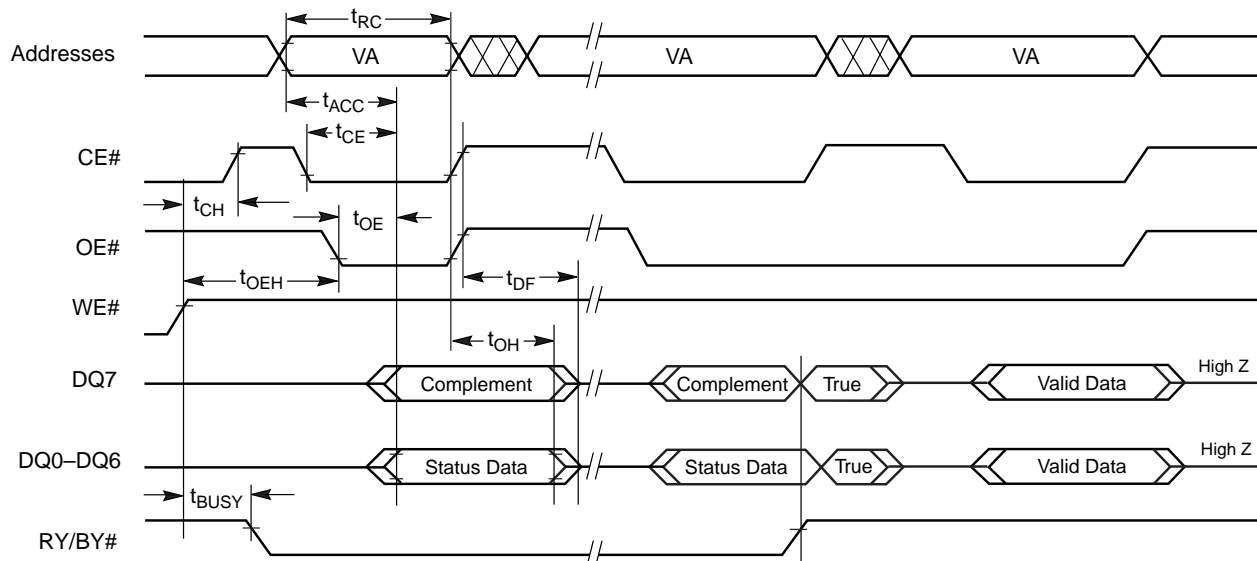 tRC
Addresses VA VA VA
tACC
tCE
CE#
tCH tOE
OE#
tOEH tDF
WE#
tOH
DQ7 Complement Complement True Valid Data High Z
DQ0–DQ6 Status Data Status Data True Valid Data High Z
tBUSY
RY/BY#